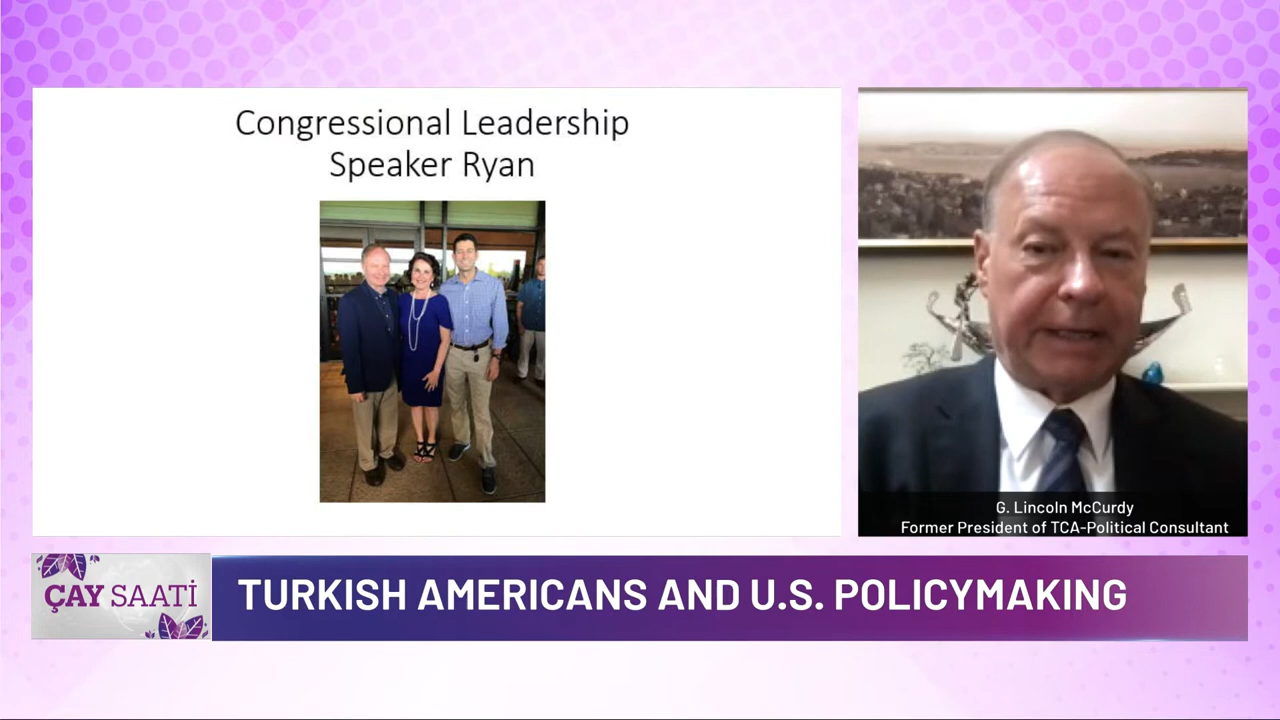 Congressional Leadership
Speaker Ryan
G. Lincoln McCurdy
Former President of TCA-Political Consultant
ÇAY SAATİ
TURKISH AMERICANS AND U.S. POLICYMAKING